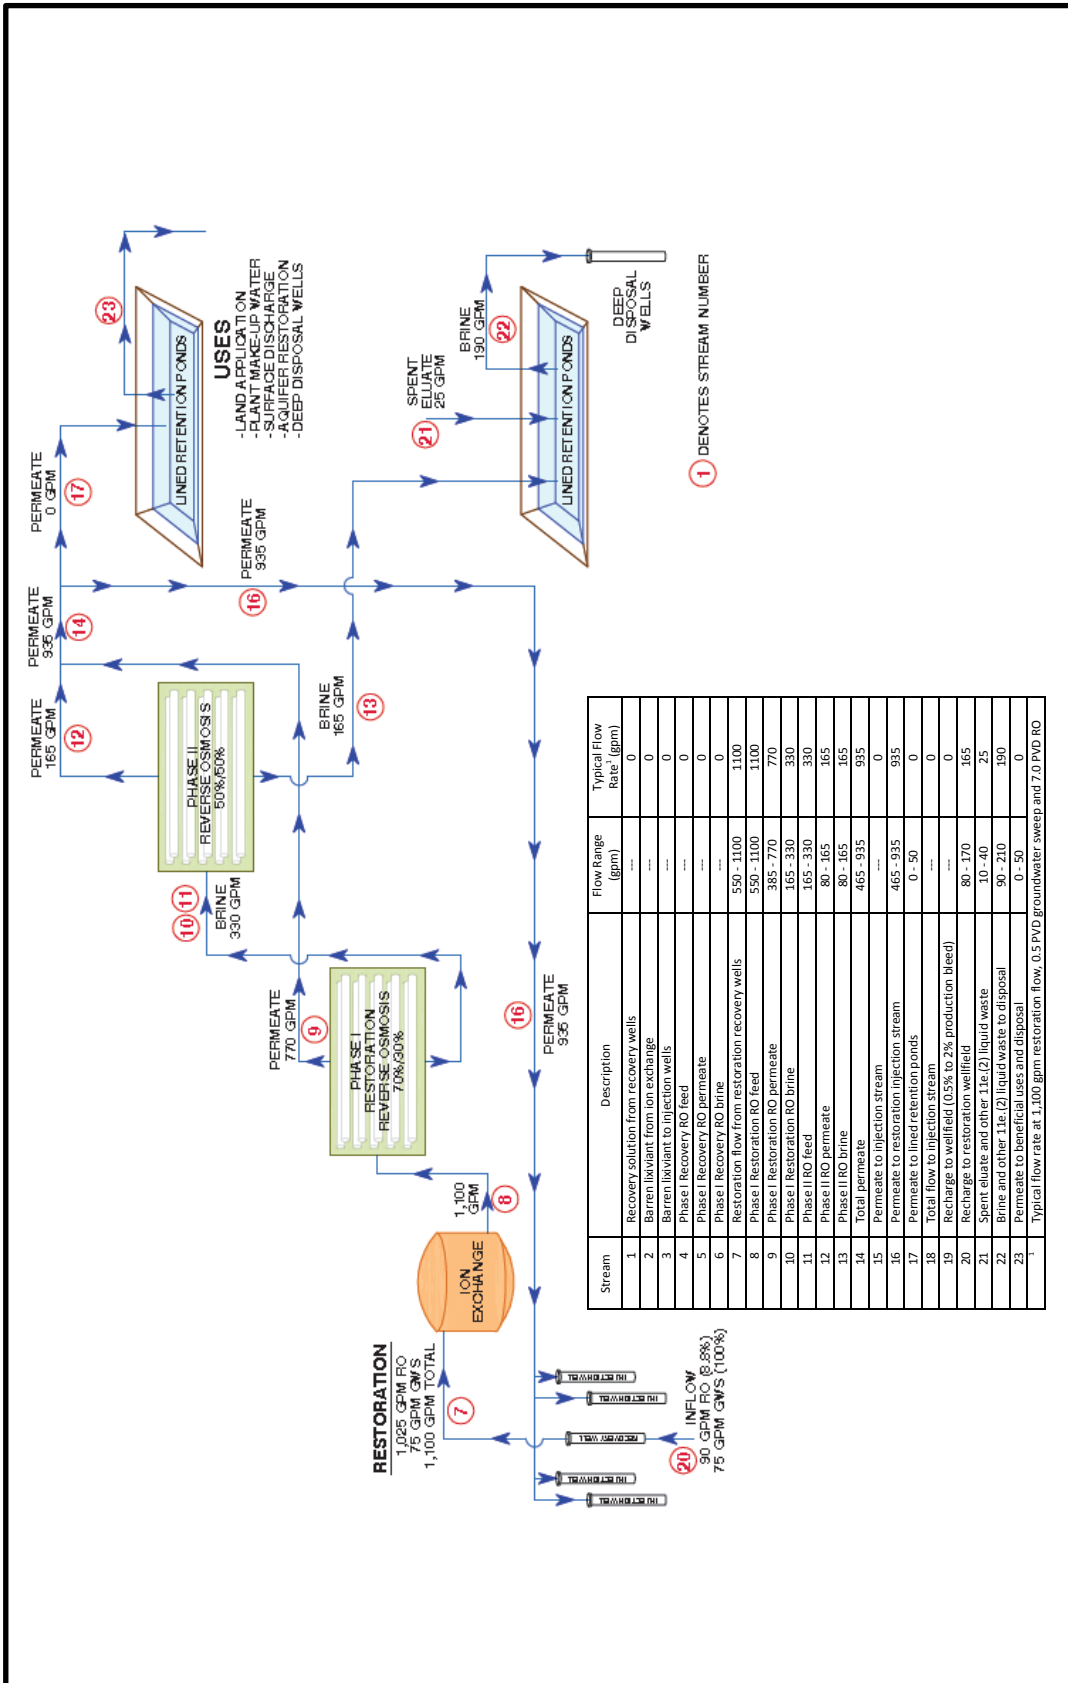 RESTORATION
1,025 GPM RO
75 GPM GWS
1,100 GPM TOTAL
7
ION
EXCHANGE
1,100
GPM
8
PHASE I
RESTORATION
REVERSE OSMOSIS
70%/30%
PERMEATE
770 GPM
9
10 11
BRINE
330 GPM
PHASE II
REVERSE OSMOSIS
50%/50%
PERMEATE
165 GPM
12
BRINE
165 GPM
13
PERMEATE
935 GPM
14
PERMEATE
0 GPM
17
PERMEATE
935 GPM
16
LINED RETENTION PONDS
23
USES
- LAND APPLICATION
- PLANT MAKE-UP WATER
- SURFACE DISCHARGE
- AQUIFER RESTORATION
- DEEP DISPOSAL WELLS
SPENT
ELUATE
25 GPM
21
BRINE
190 GPM
22
LINED RETENTION PONDS
DEEP
DISPOSAL
WELLS
16
PERMEATE
935 GPM
INJECTION WELL
INJECTION WELL
RECOVERY WELL
INJECTION WELL
INJECTION WELL
20
INFLOW
90 GPM RO (8.8%)
75 GPM GWS (100%)
1 DENOTES STREAM NUMBER
Stream Description Flow Range (gpm) Typical Flow Rate¹ (gpm)
1 Recovery solution from recovery wells --- 0
2 Barren lixiviant from ion exchange --- 0
3 Barren lixiviant to injection wells --- 0
4 Phase I Recovery RO feed --- 0
5 Phase I Recovery RO permeate --- 0
6 Phase I Recovery RO brine --- 0
7 Restoration flow from restoration recovery wells 550 - 1100 1100
8 Phase I Restoration RO feed 550 - 1100 1100
9 Phase I Restoration RO permeate 385 - 770 770
10 Phase I Restoration RO brine 165 - 330 330
11 Phase II RO feed 165 - 330 330
12 Phase II RO permeate 80 - 165 165
13 Phase II RO brine 80 - 165 165
14 Total permeate 465 - 935 935
15 Permeate to injection stream --- 0
16 Permeate to restoration injection stream 465 - 935 935
17 Permeate to lined retention ponds 0 - 50 0
18 Total flow to injection stream --- 0
19 Recharge to wellfield (0.5% to 2% production bleed) --- 0
20 Recharge to restoration wellfield 80 - 170 165
21 Spent eluate and other 11e.(2) liquid waste 10 - 40 25
22 Brine and other 11e.(2) liquid waste to disposal 90 - 210 190
23 Permeate to beneficial uses and disposal 0 - 50 0
¹ Typical flow rate at 1,100 gpm restoration flow, 0.5 PVD groundwater sweep and 7.0 PVD RO